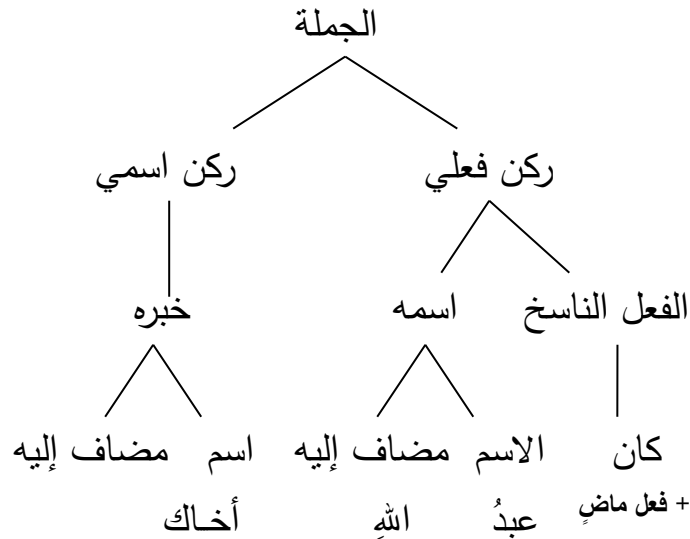 الجملة
ركن فعلي ركن اسمي
الفعل الناسخ اسمه خبره
كان الاسم مضاف إليه اسم مضاف إليه
+ فعل ماضٍ عبدُ اللهِ أخـاك